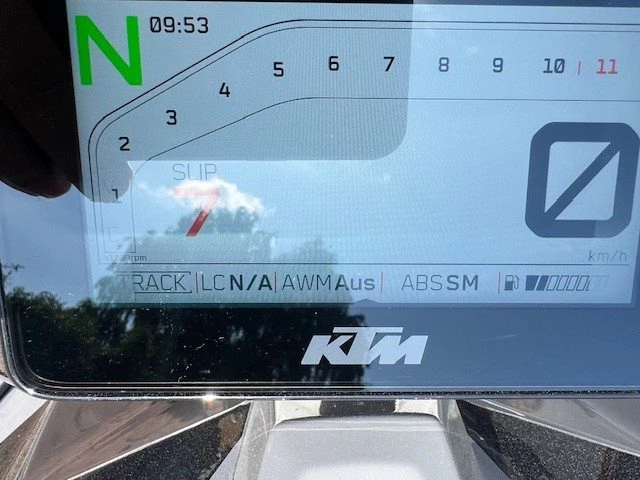 N 09:53
1 2 3 4 5 6 7 8 9 10 11
SLIP
7
0
km/h
TRACK LC N/A AWM Aus ABS SM
KTM